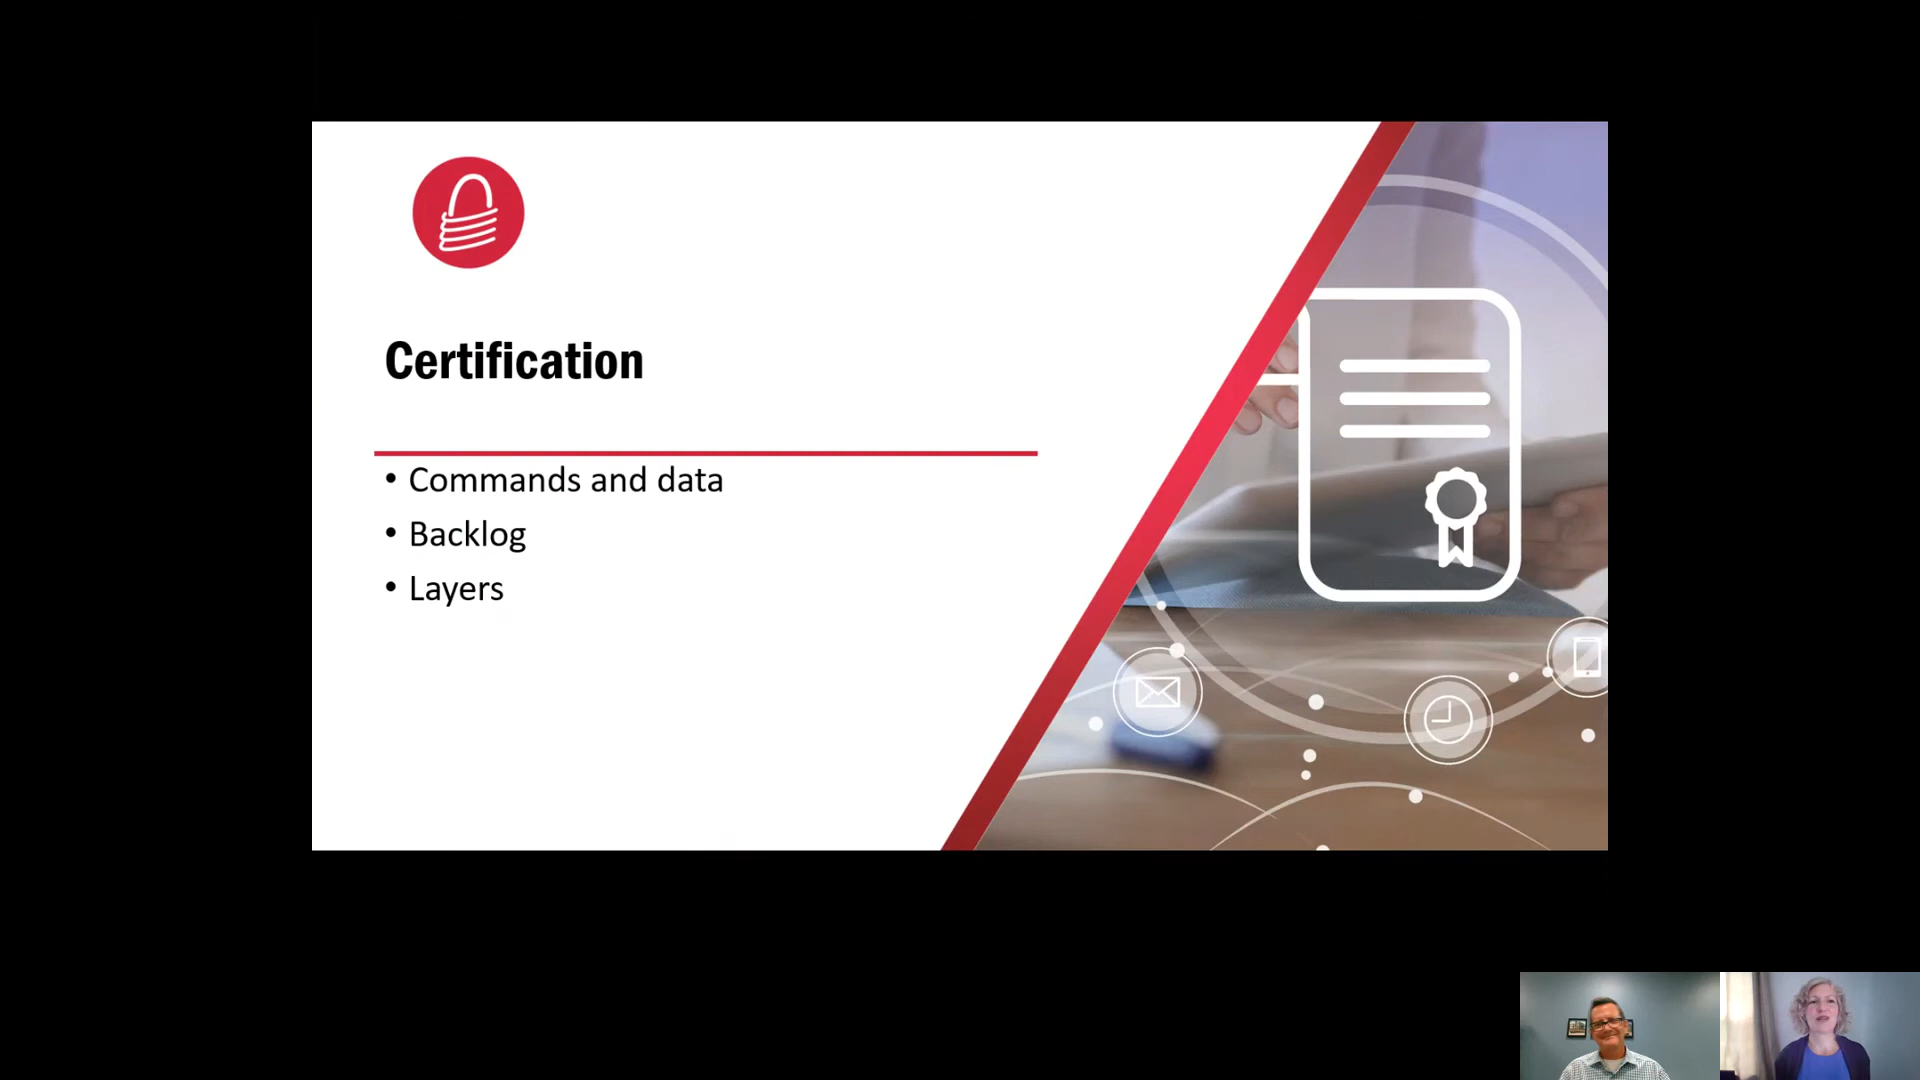 Certification
• Commands and data
• Backlog
• Layers